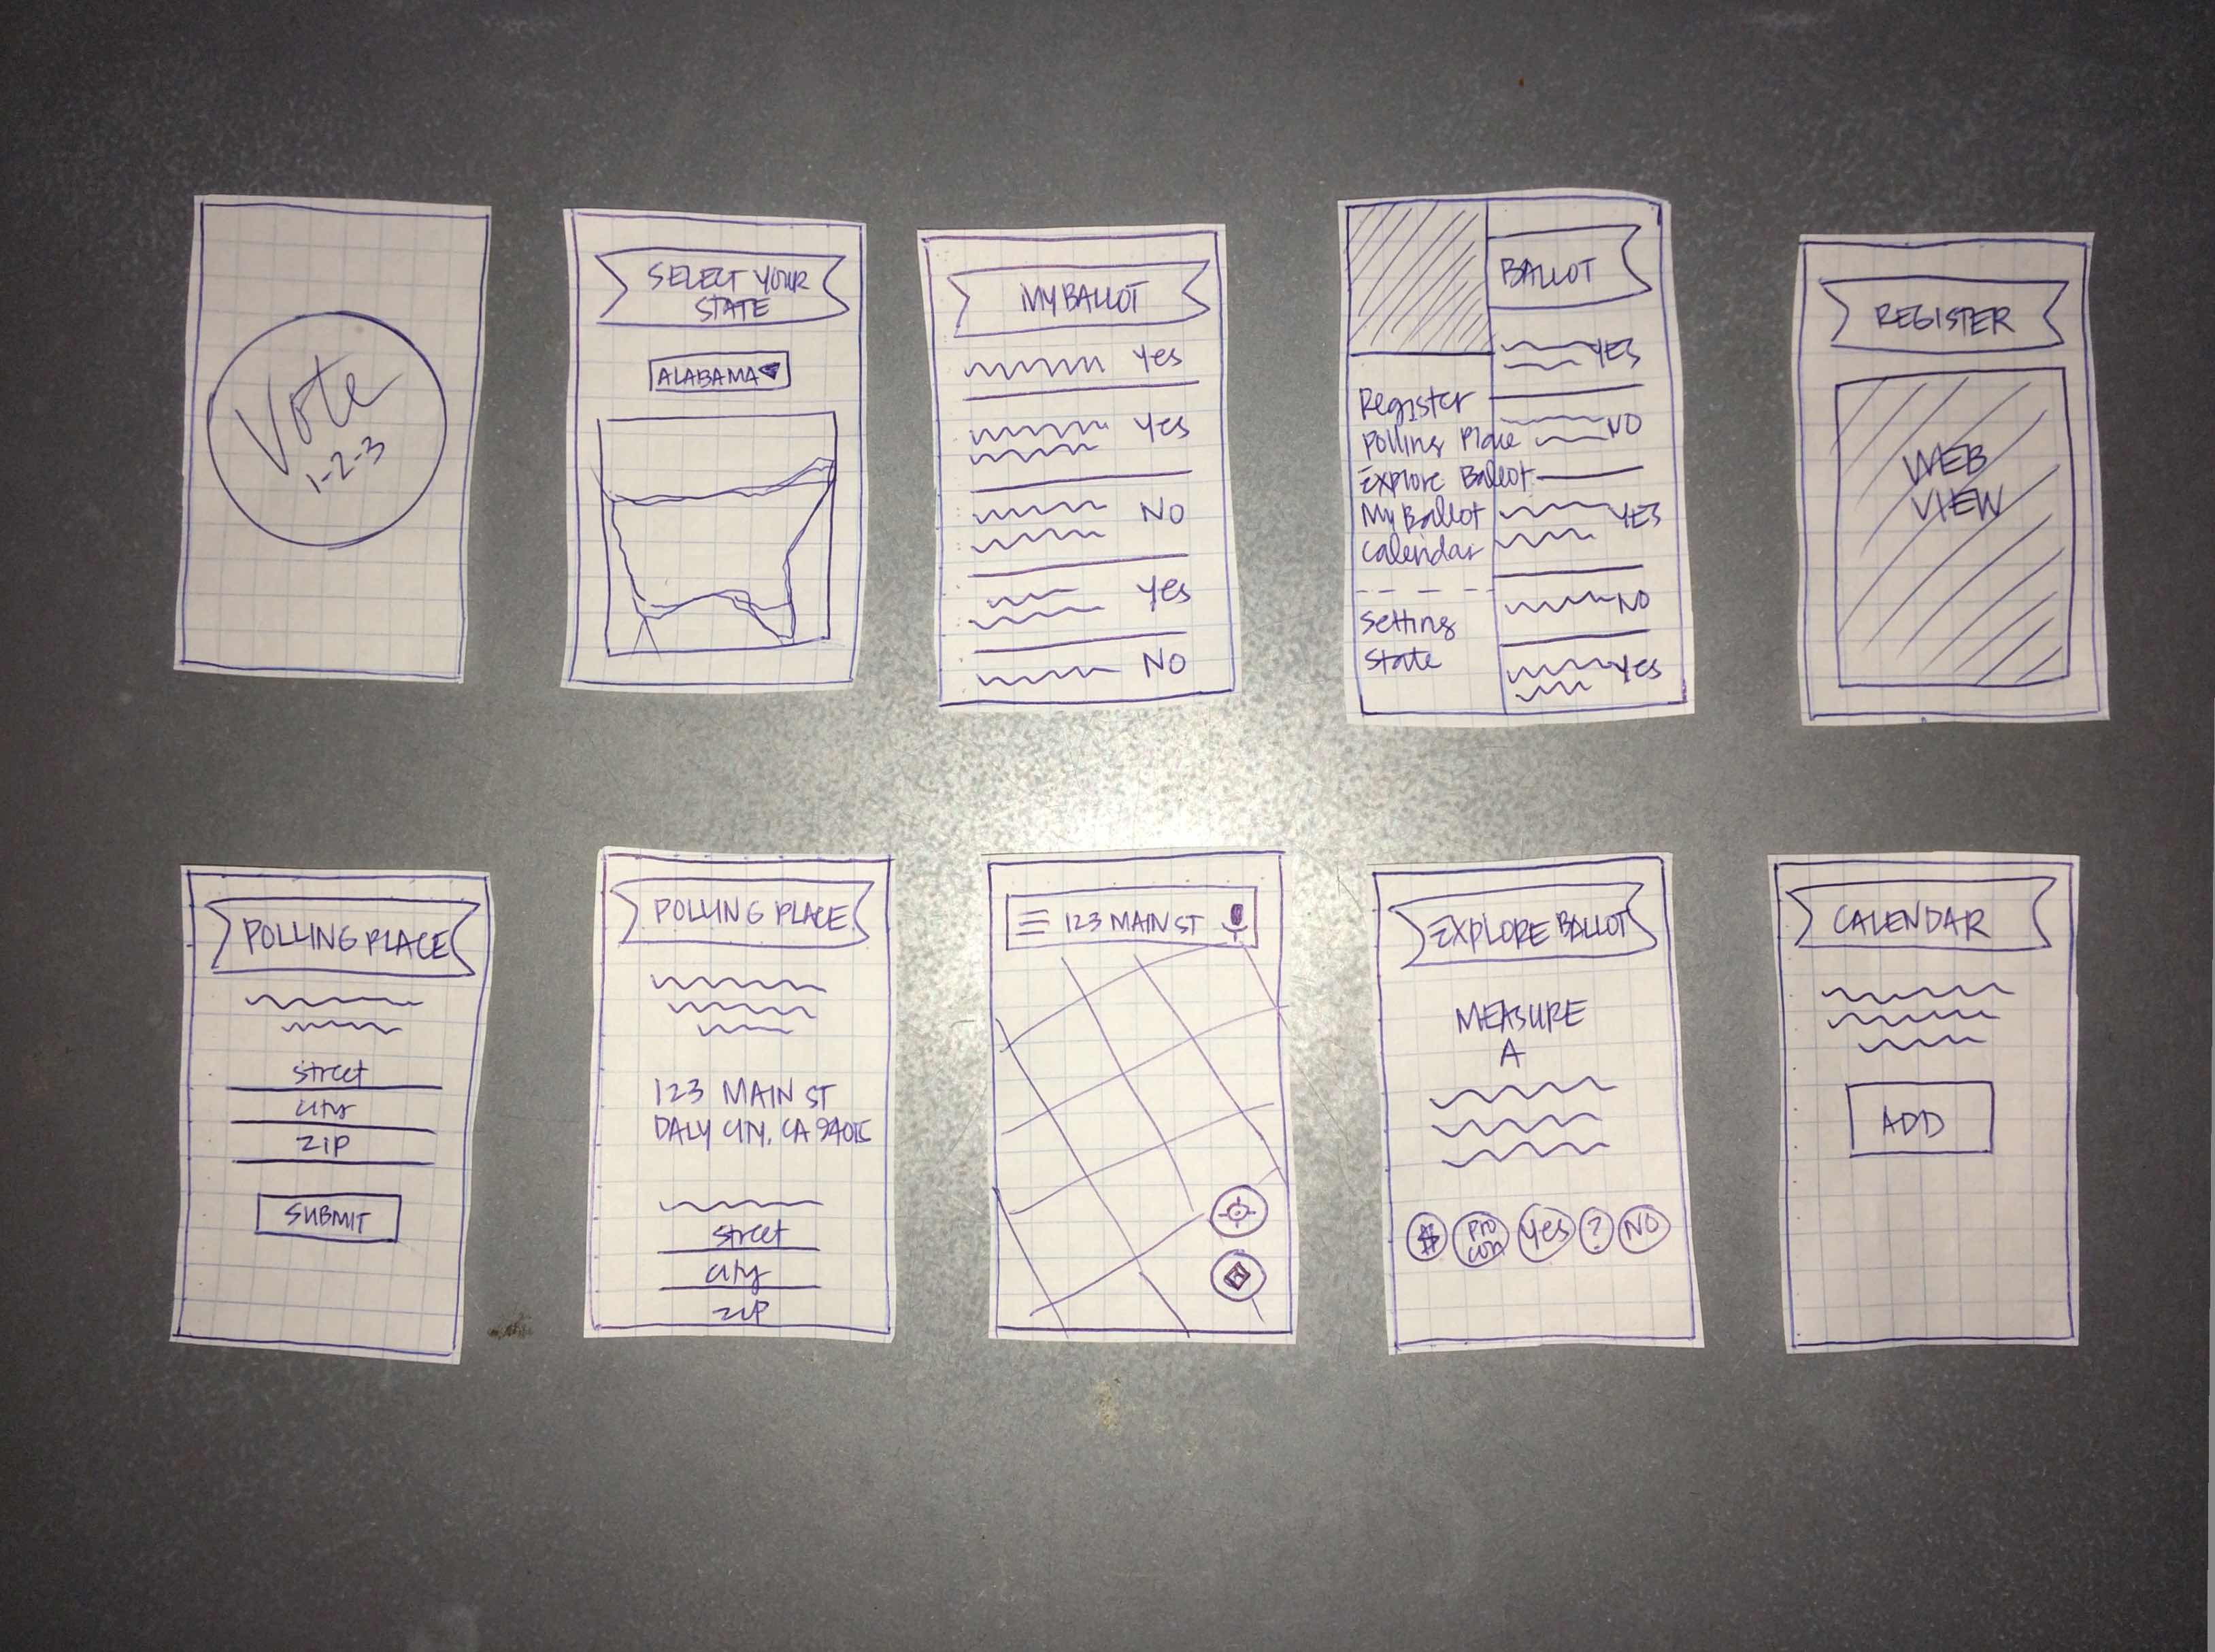 Vote
1-2-3
SELECT YOUR
STATE
ALABAMA
MY BALLOT
Yes
Yes
NO
Yes
NO
Register
Polling Place
Explore Ballot
My Ballot
Calendar
Setting
State
BALLOT
YES
NO
YES
NO
Yes
REGISTER
WEB
VIEW
POLLING PLACE
street
city
ZIP
SUBMIT
POLLING PLACE
123 MAIN ST
DALY CITY, CA 94015
street
city
ZIP
123 MAIN ST
EXPLORE BALLOT
MEASURE
A
$ PRO CON Yes ? NO
CALENDAR
ADD